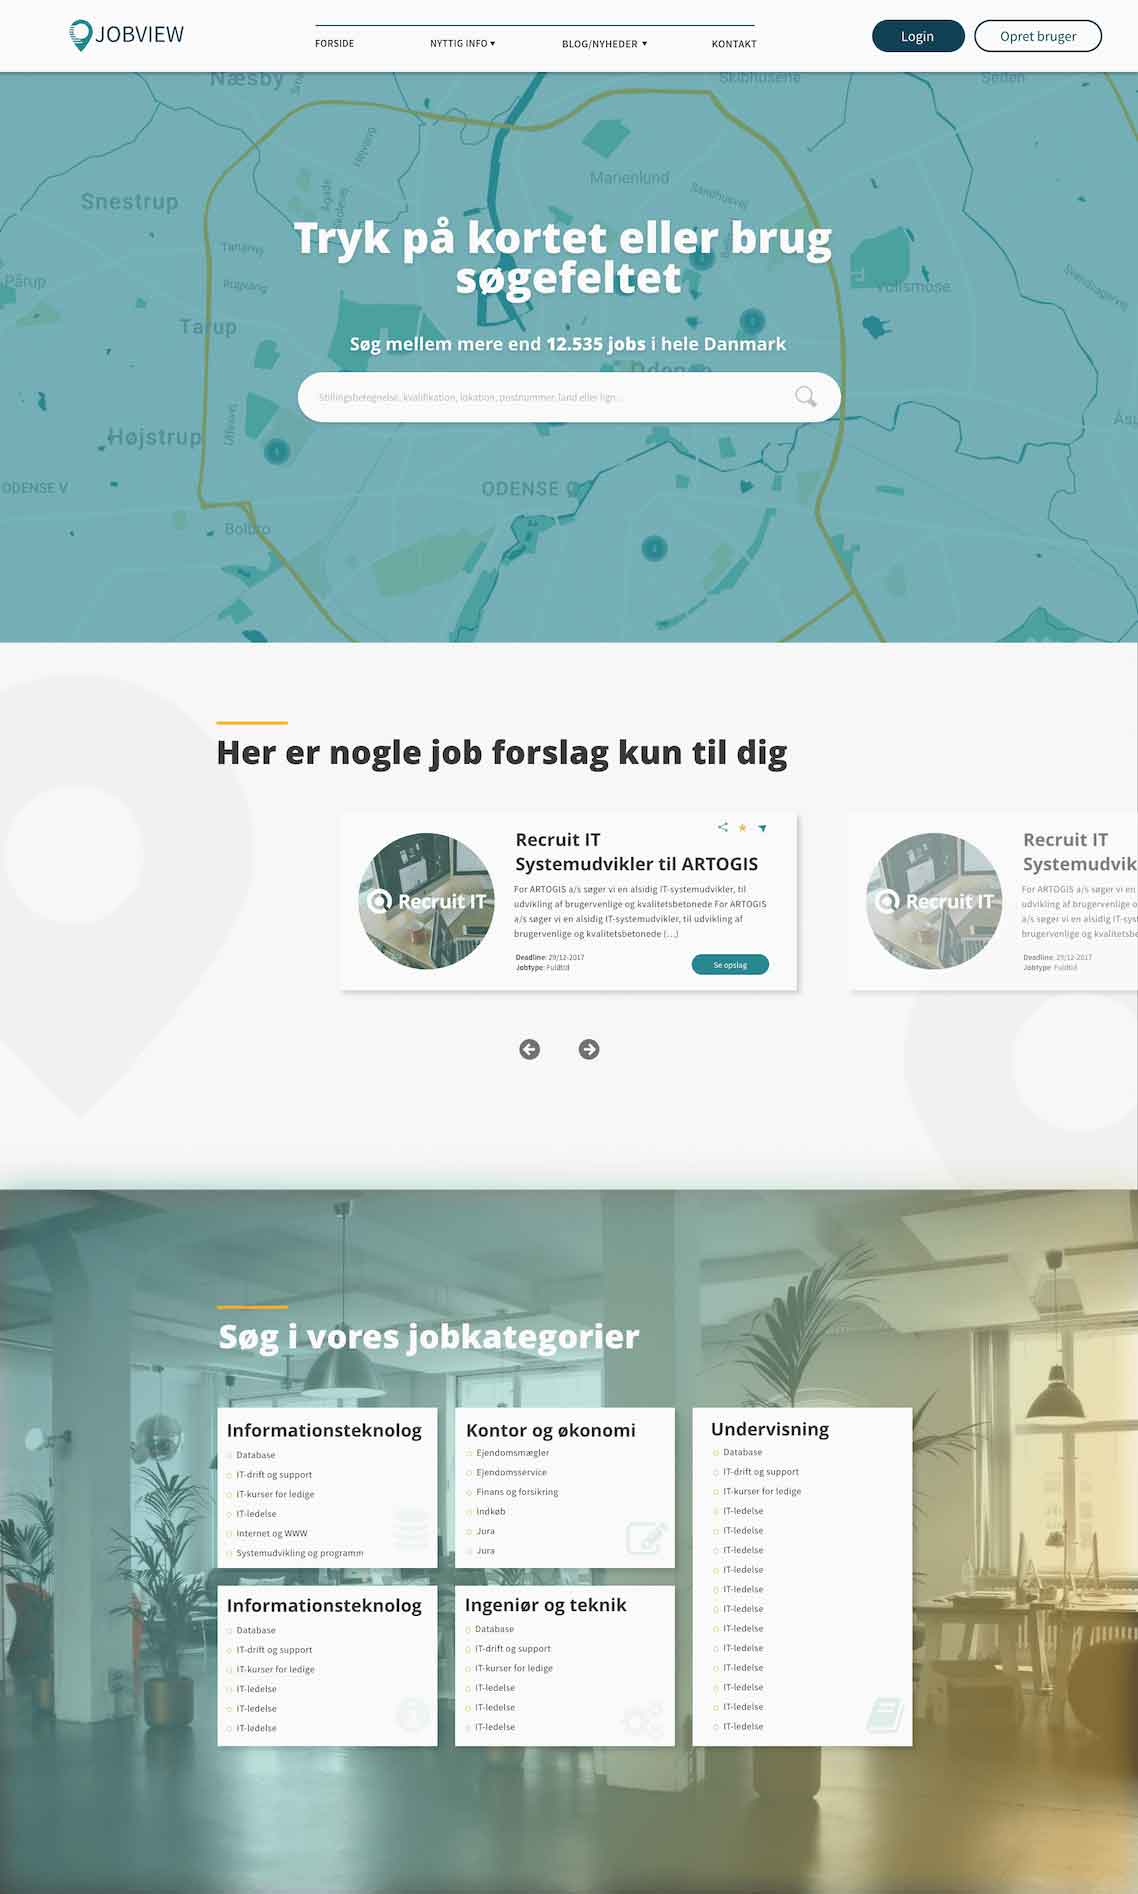 JOBVIEW
FORSIDE
NYTTIG INFO
BLOG/NYHEDER
KONTAKT
Login
Opret bruger
Næsby
Skibhusene
Seden
Marienlund
Snestrup
Sandhusvej
Tanarvej
Rugvang
Pårup
Tarup
Vollsmose
Tryk på kortet eller brug
søgefeltet
Søg mellem mere end 12.535 jobs i hele Danmark
Odense
Stillingsbetegnelse, kvalifikation, lokation, postnummer, land eller lign...
Højstrup
ODENSE V
ODENSE C
Bolbro
Her er nogle job forslag kun til dig
Recruit IT
Recruit IT
Systemudvikler til ARTOGIS
For ARTOGIS a/s søger vi en alsidig IT-systemudvikler, til
udvikling af brugervenlige og kvalitetsbetonede For ARTOGIS
a/s søger vi en alsidig IT-systemudvikler, til udvikling af
brugervenlige og kvalitetsbetonede (...)
Deadline: 29/12-2017
Jobtype: Fuldtid
Se opslag
Recruit IT
Recruit IT
Systemudvik
For ARTOGIS a/s søger vi en a
udvikling af brugervenlige o
a/s søger vi en alsidig IT-syst
brugervenlige og kvalitetsbe
Deadline: 29/12-2017
Jobtype: Fuldtid
Søg i vores jobkategorier
Informationsteknolog
Database
IT-drift og support
IT-kurser for ledige
IT-ledelse
Internet og WWW
Systemudvikling og programm
Kontor og økonomi
Ejendomsmægler
Ejendomsservice
Finans og forsikring
Indkøb
Jura
Jura
Undervisning
Database
IT-drift og support
IT-kurser for ledige
IT-ledelse
IT-ledelse
IT-ledelse
IT-ledelse
IT-ledelse
IT-ledelse
IT-ledelse
IT-ledelse
IT-ledelse
IT-ledelse
IT-ledelse
IT-ledelse
Informationsteknolog
Database
IT-drift og support
IT-kurser for ledige
IT-ledelse
IT-ledelse
IT-ledelse
Ingeniør og teknik
Database
IT-drift og support
IT-kurser for ledige
IT-ledelse
IT-ledelse
IT-ledelse